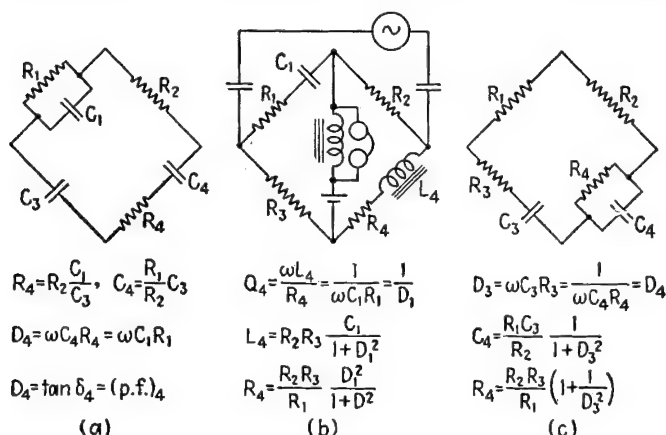 R₁ C₁ R₂ C₃ C₄ R₄
C₁ R₁ R₂ R₃ R₄ L₄
R₁ R₂ R₃ R₄ C₃ C₄
R₄=R₂ C₁/C₃, C₄=R₁/R₂ C₃
D₄=ωC₄R₄=ωC₁R₁
D₄=tan δ₄=(p.f.)₄
(a)
Q₄=ωL₄/R₄=1/ωC₁R₁=1/D₁
L₄=R₂R₃ C₁/(1+D₁²)
R₄=R₂R₃/R₁ D₁²/(1+D²)
(b)
D₃=ωC₃R₃=1/ωC₄R₄=D₄
C₄=R₁C₃/R₂ 1/(1+D₃²)
R₄=R₂R₃/R₁(1+1/D₃²)
(c)